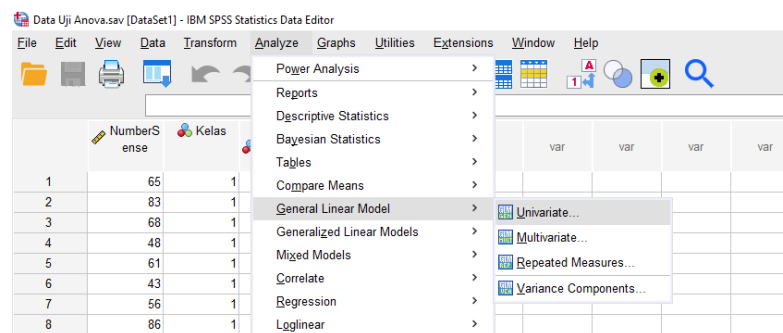 Data Uji Anova.sav [DataSet1] - IBM SPSS Statistics Data Editor
File Edit View Data Transform Analyze Graphs Utilities Extensions Window Help
A
1
NumberSense Kelas var var var var
1 65 1
2 83 1
3 68 1
4 48 1
5 61 1
6 43 1
7 56 1
8 86 1
Power Analysis
Reports
Descriptive Statistics
Bayesian Statistics
Tables
Compare Means
General Linear Model
Generalized Linear Models
Mixed Models
Correlate
Regression
Loglinear
Univariate...
Multivariate...
Repeated Measures...
Variance Components...